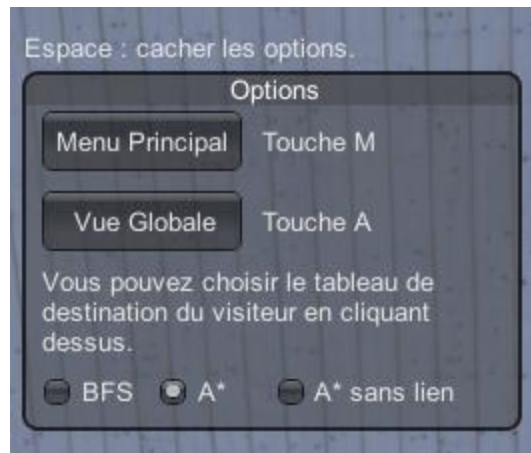 Espace : cacher les options.
Options
Menu Principal Touche M
Vue Globale Touche A
Vous pouvez choisir le tableau de
destination du visiteur en cliquant
dessus.
BFS A* A* sans lien